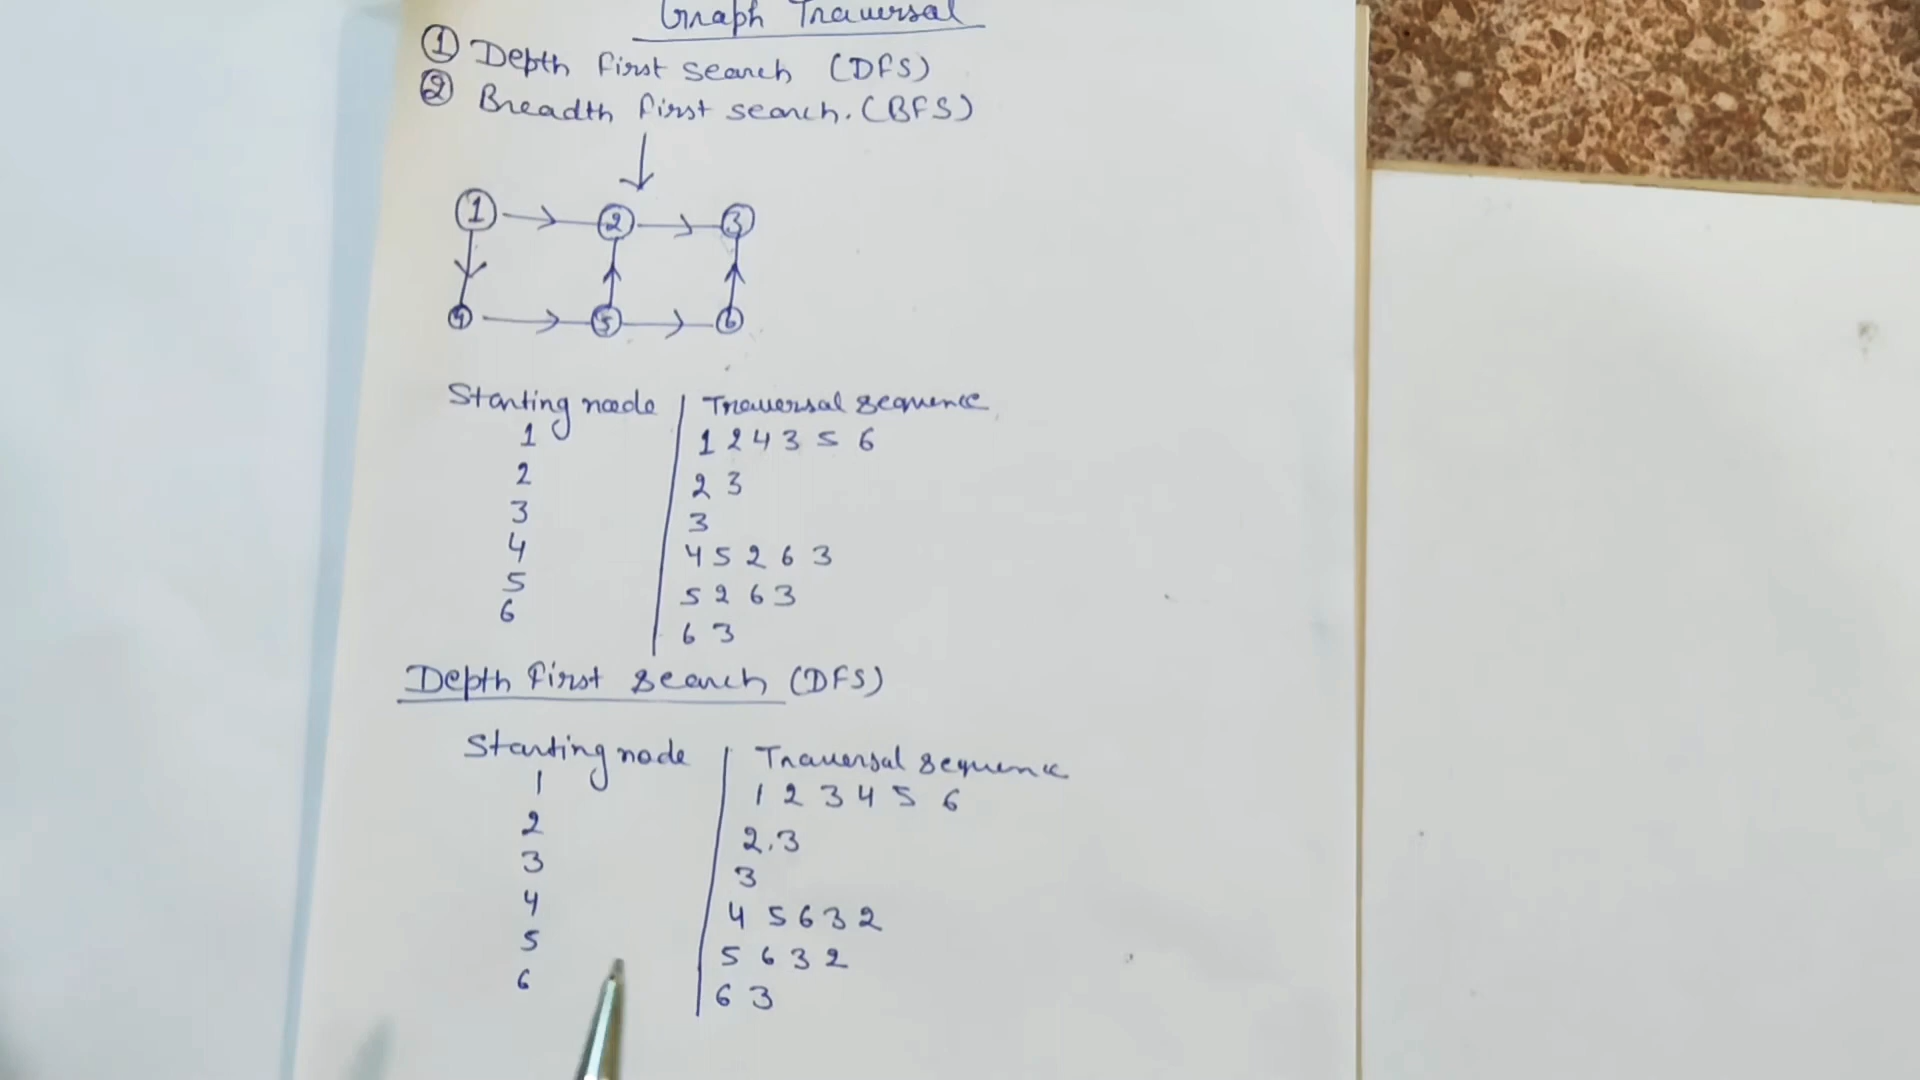 Graph Traversal
① Depth first search (DFS)
② Breadth first search. (BFS)
1 2 3
4 5 6
Starting node | Traversal sequence
1 | 1 2 4 3 5 6
2 | 2 3
3 | 3
4 | 4 5 2 6 3
5 | 5 2 6 3
6 | 6 3
Depth first search (DFS)
Starting node | Traversal sequence
1 | 1 2 3 4 5 6
2 | 2,3
3 | 3
4 | 4 5 6 3 2
5 | 5 6 3 2
6 | 6 3